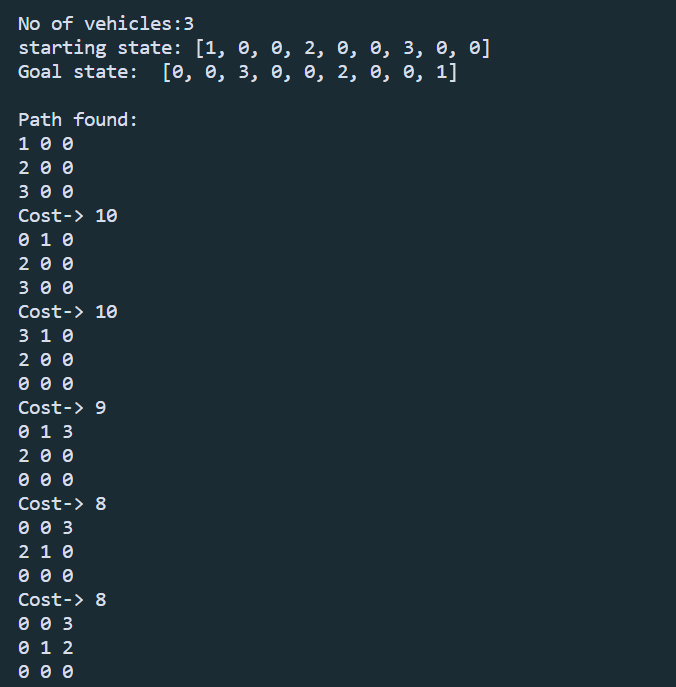 No of vehicles:3
starting state: [1, 0, 0, 2, 0, 0, 3, 0, 0]
Goal state:  [0, 0, 3, 0, 0, 2, 0, 0, 1]
Path found:
1 0 0
2 0 0
3 0 0
Cost-> 10
0 1 0
2 0 0
3 0 0
Cost-> 10
3 1 0
2 0 0
0 0 0
Cost-> 9
0 1 3
2 0 0
0 0 0
Cost-> 8
0 0 3
2 1 0
0 0 0
Cost-> 8
0 0 3
0 1 2
0 0 0